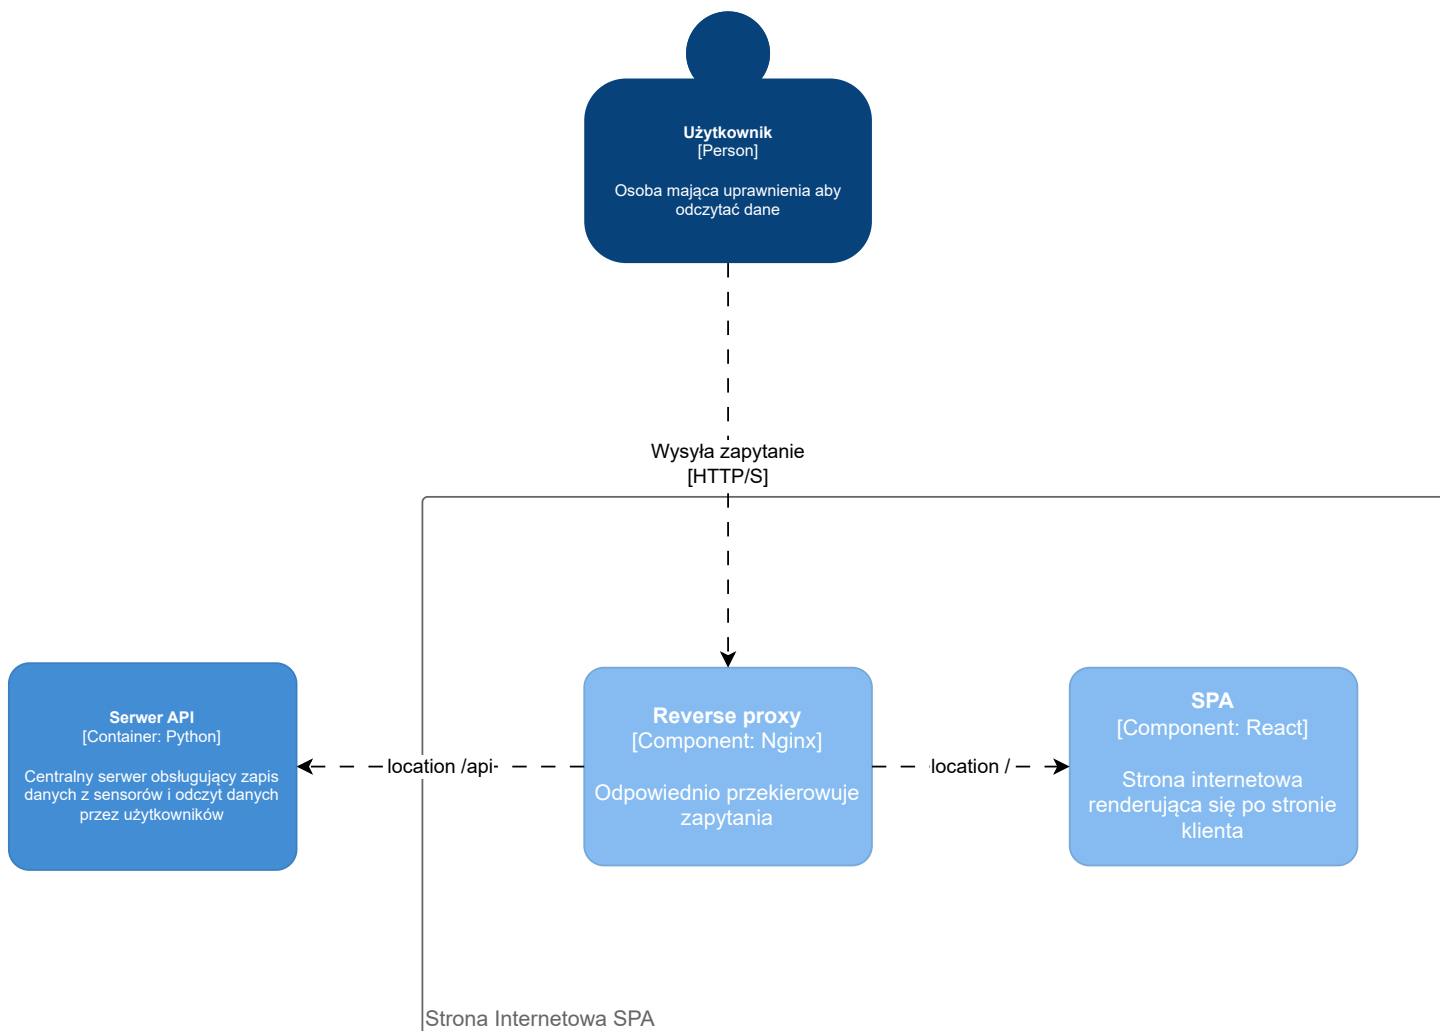 Użytkownik
[Person]
Osoba mająca uprawnienia aby
odczytać dane
Wysyła zapytanie
[HTTP/S]
Serwer API
[Container: Python]
Centralny serwer obsługujący zapis
danych z sensorów i odczyt danych
przez użytkowników
location /api
Reverse proxy
[Component: Nginx]
Odpowiednio przekierowuje
zapytania
location /
SPA
[Component: React]
Strona internetowa
renderująca się po stronie
klienta
Strona Internetowa SPA